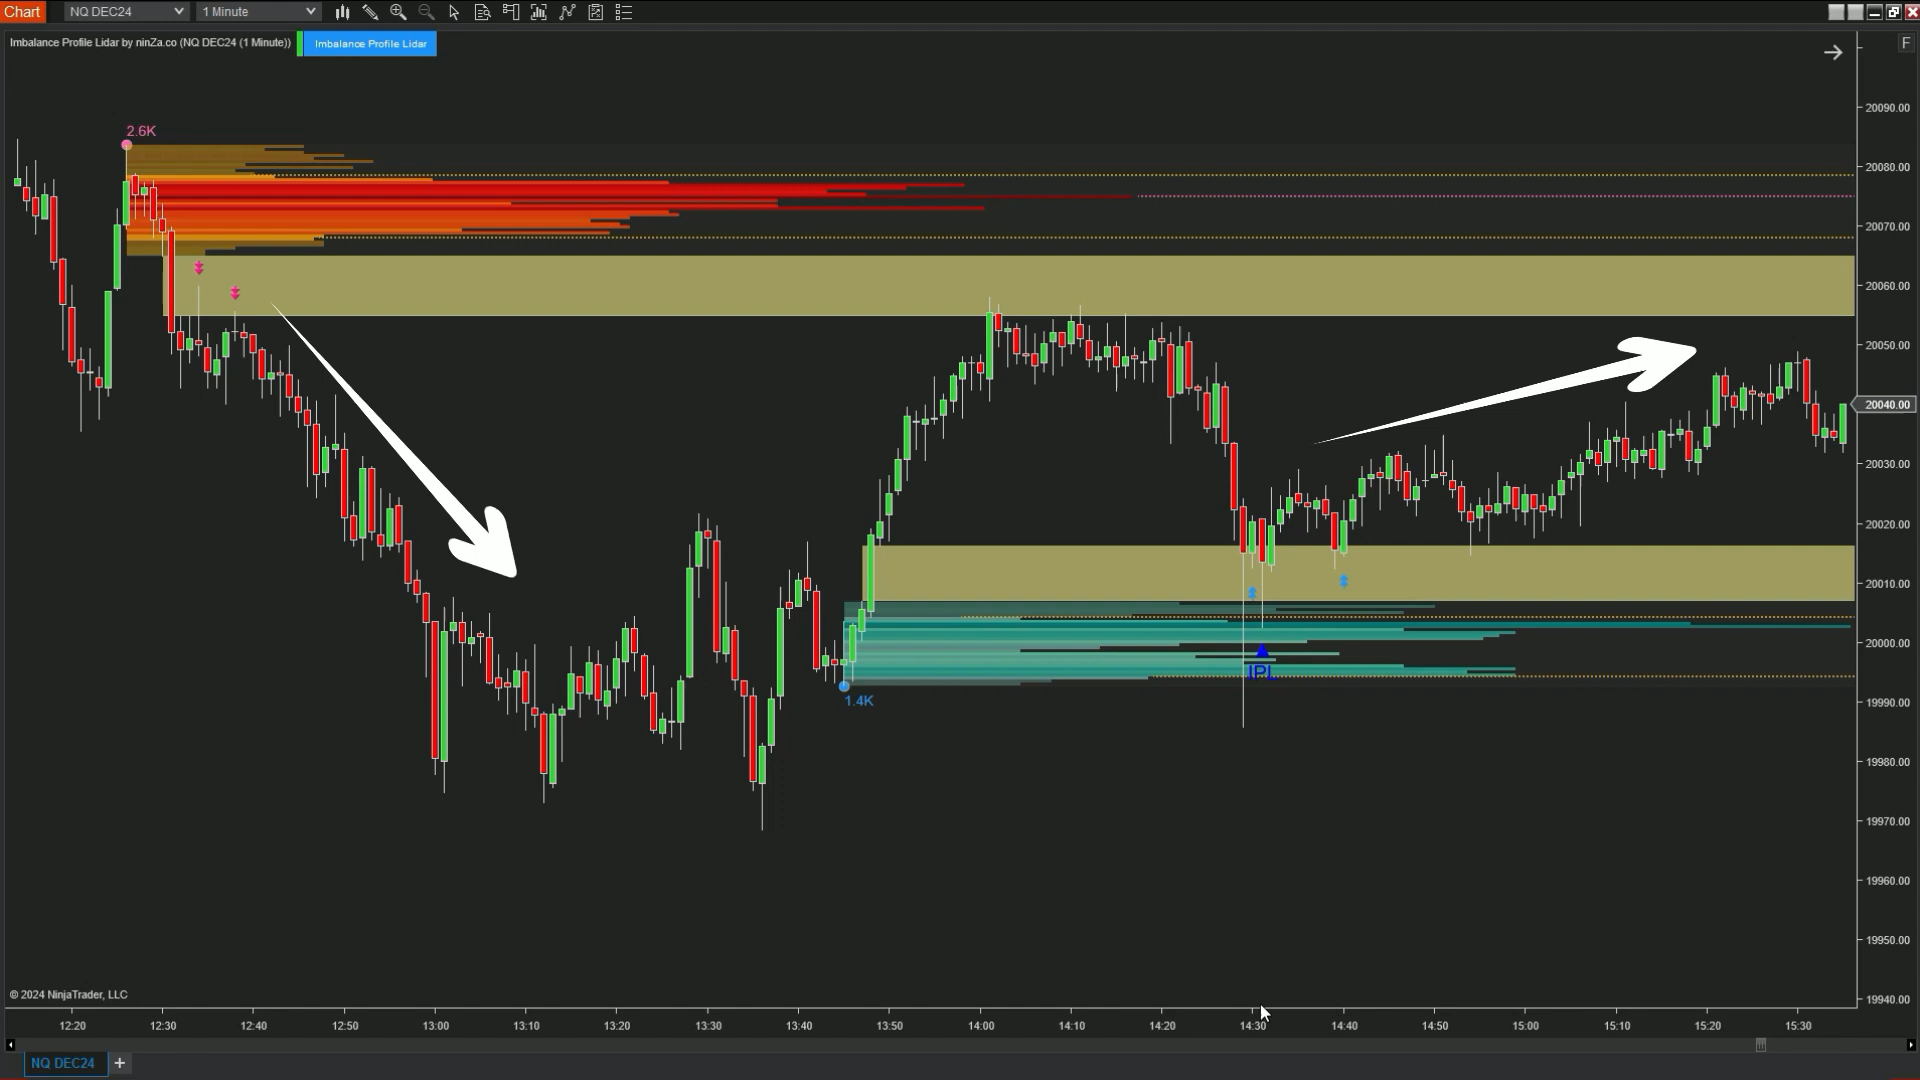 Chart NQ DEC24 1 Minute
Imbalance Profile Lidar by ninZa.co (NQ DEC24 (1 Minute)) Imbalance Profile Lidar
F
2.6K
20090.00
20080.00
20070.00
20060.00
20050.00
20040.00
20030.00
20020.00
20010.00
20000.00
IPL
1.4K
19990.00
19980.00
19970.00
19960.00
19950.00
19940.00
© 2024 NinjaTrader, LLC
12:20 12:30 12:40 12:50 13:00 13:10 13:20 13:30 13:40 13:50 14:00 14:10 14:20 14:30 14:40 14:50 15:00 15:10 15:20 15:30
NQ DEC24 +